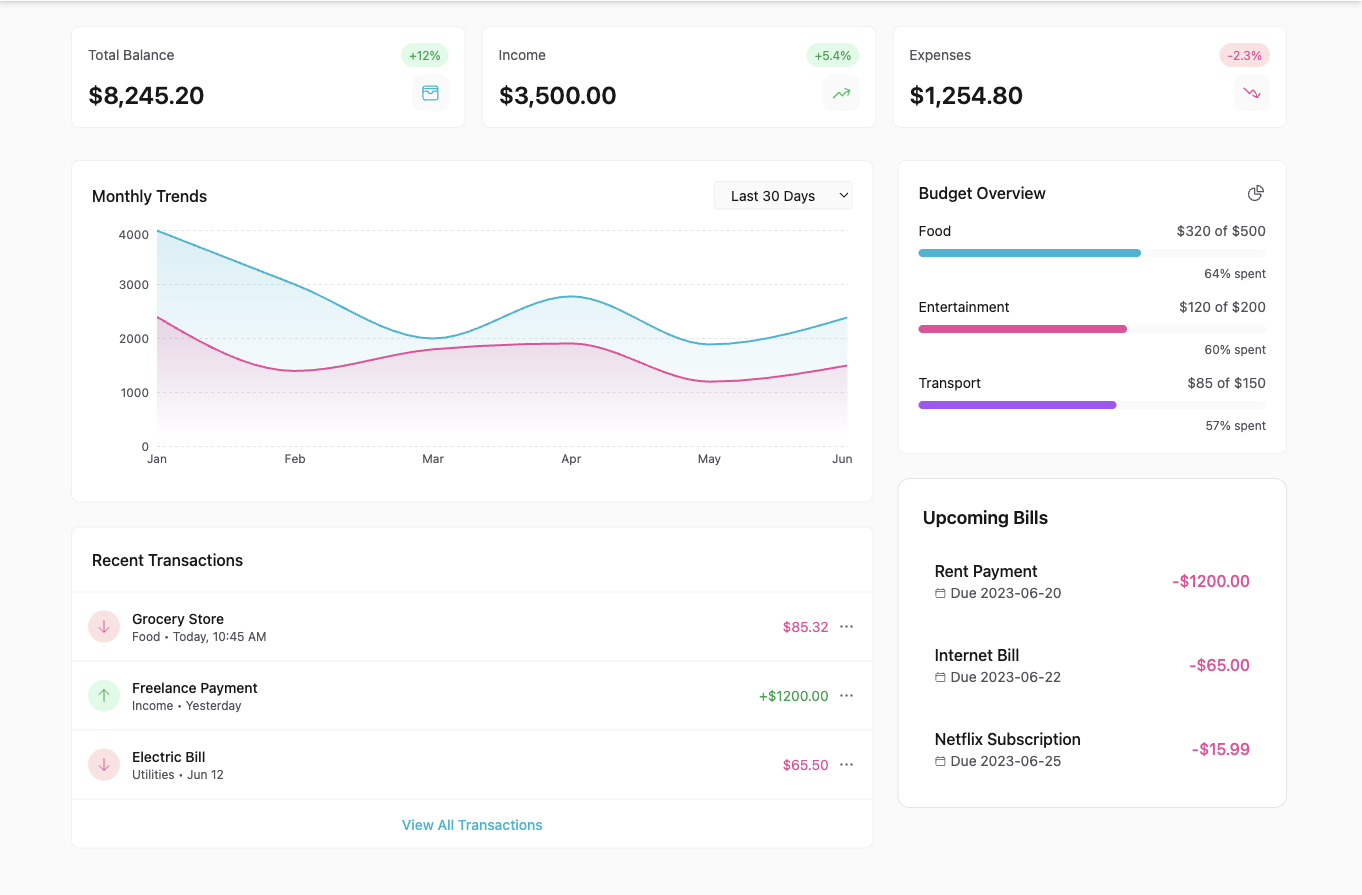 Total Balance
+12%
$8,245.20
Income
+5.4%
$3,500.00
Expenses
-2.3%
$1,254.80
Monthly Trends
Last 30 Days
4000
3000
2000
1000
0
Jan Feb Mar Apr May Jun
Budget Overview
Food $320 of $500
64% spent
Entertainment $120 of $200
60% spent
Transport $85 of $150
57% spent
Recent Transactions
Grocery Store
Food • Today, 10:45 AM
$85.32
Freelance Payment
Income • Yesterday
+$1200.00
Electric Bill
Utilities • Jun 12
$65.50
View All Transactions
Upcoming Bills
Rent Payment
Due 2023-06-20
-$1200.00
Internet Bill
Due 2023-06-22
-$65.00
Netflix Subscription
Due 2023-06-25
-$15.99